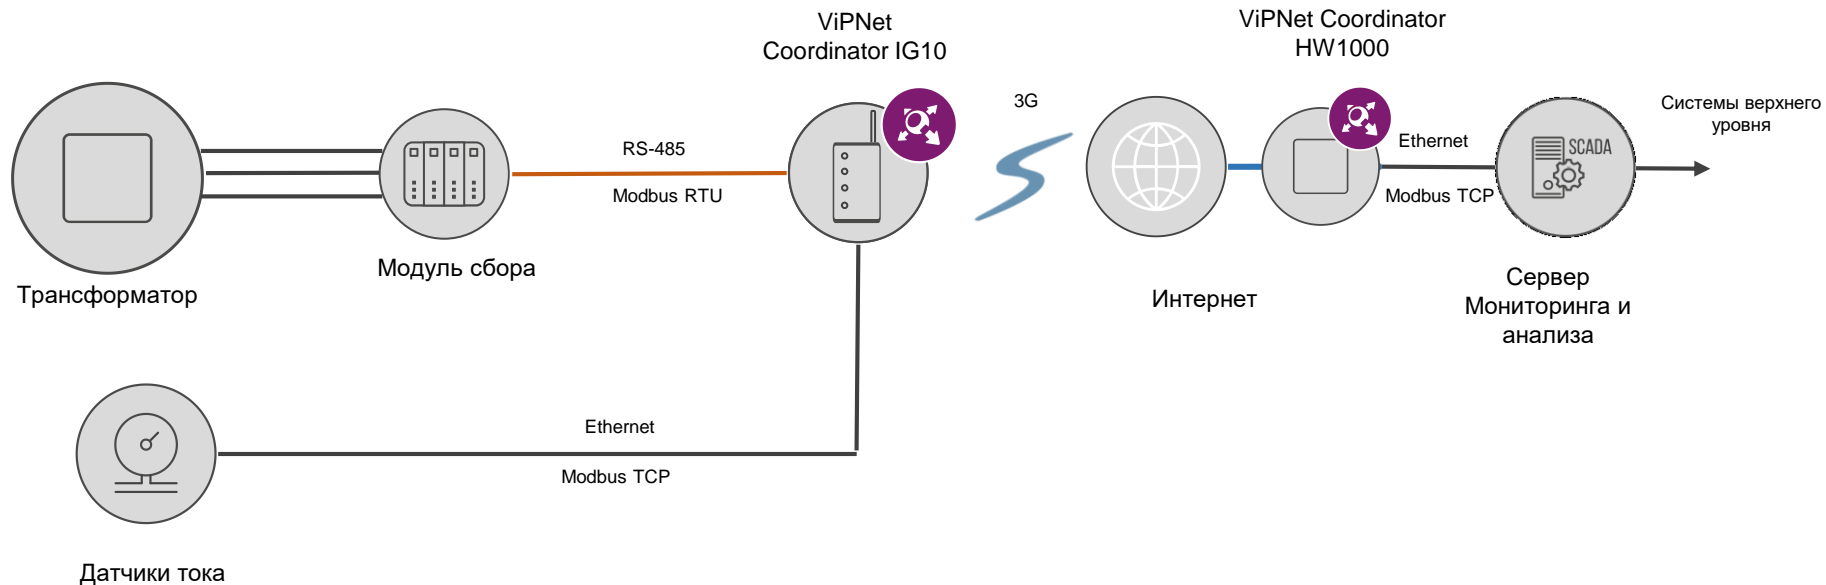 ViPNet
Coordinator IG10
ViPNet Coordinator
HW1000
3G
Системы верхнего
уровня
RS-485
Modbus RTU
Ethernet
Modbus TCP
SCADA
Трансформатор
Модуль сбора
Интернет
Сервер
Мониторинга и
анализа
Ethernet
Modbus TCP
Датчики тока